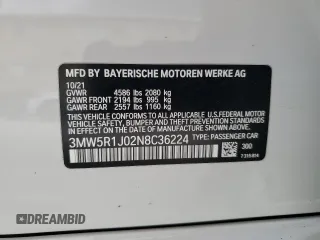 MFD BY BAYERISCHE MOTOREN WERKE AG
10/21
GVWR 4586 lbs 2080 kg
GAWR FRONT 2194 lbs 995 kg
GAWR REAR 2557 lbs 1160 kg
THIS VEHICLE CONFORMS TO ALL APPLICABLE
U.S. FEDERAL MOTOR VEHICLE SAFETY, BUMPER, AND
THEFT PREVENTION STANDARDS IN EFFECT ON THE
DATE OF MANUFACTURE SHOWN ABOVE.
3MW5R1J02N8C36224 TYPE: PASSENGER CAR
300
DREAMBID